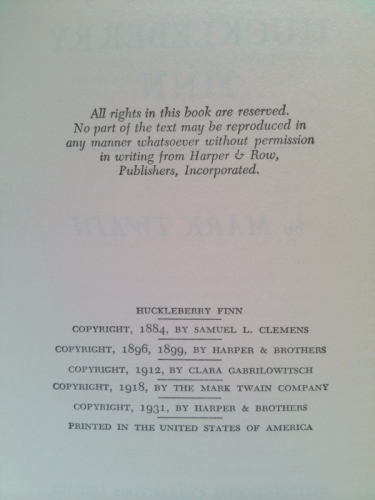 All rights in this book are reserved.
No part of the text may be reproduced in
any manner whatsoever without permission
in writing from Harper & Row,
Publishers, Incorporated.
HUCKLEBERRY FINN
COPYRIGHT, 1884, BY SAMUEL L. CLEMENS
COPYRIGHT, 1896, 1899, BY HARPER & BROTHERS
COPYRIGHT, 1912, BY CLARA GABRILOWITSCH
COPYRIGHT, 1918, BY THE MARK TWAIN COMPANY
COPYRIGHT, 1931, BY HARPER & BROTHERS
PRINTED IN THE UNITED STATES OF AMERICA